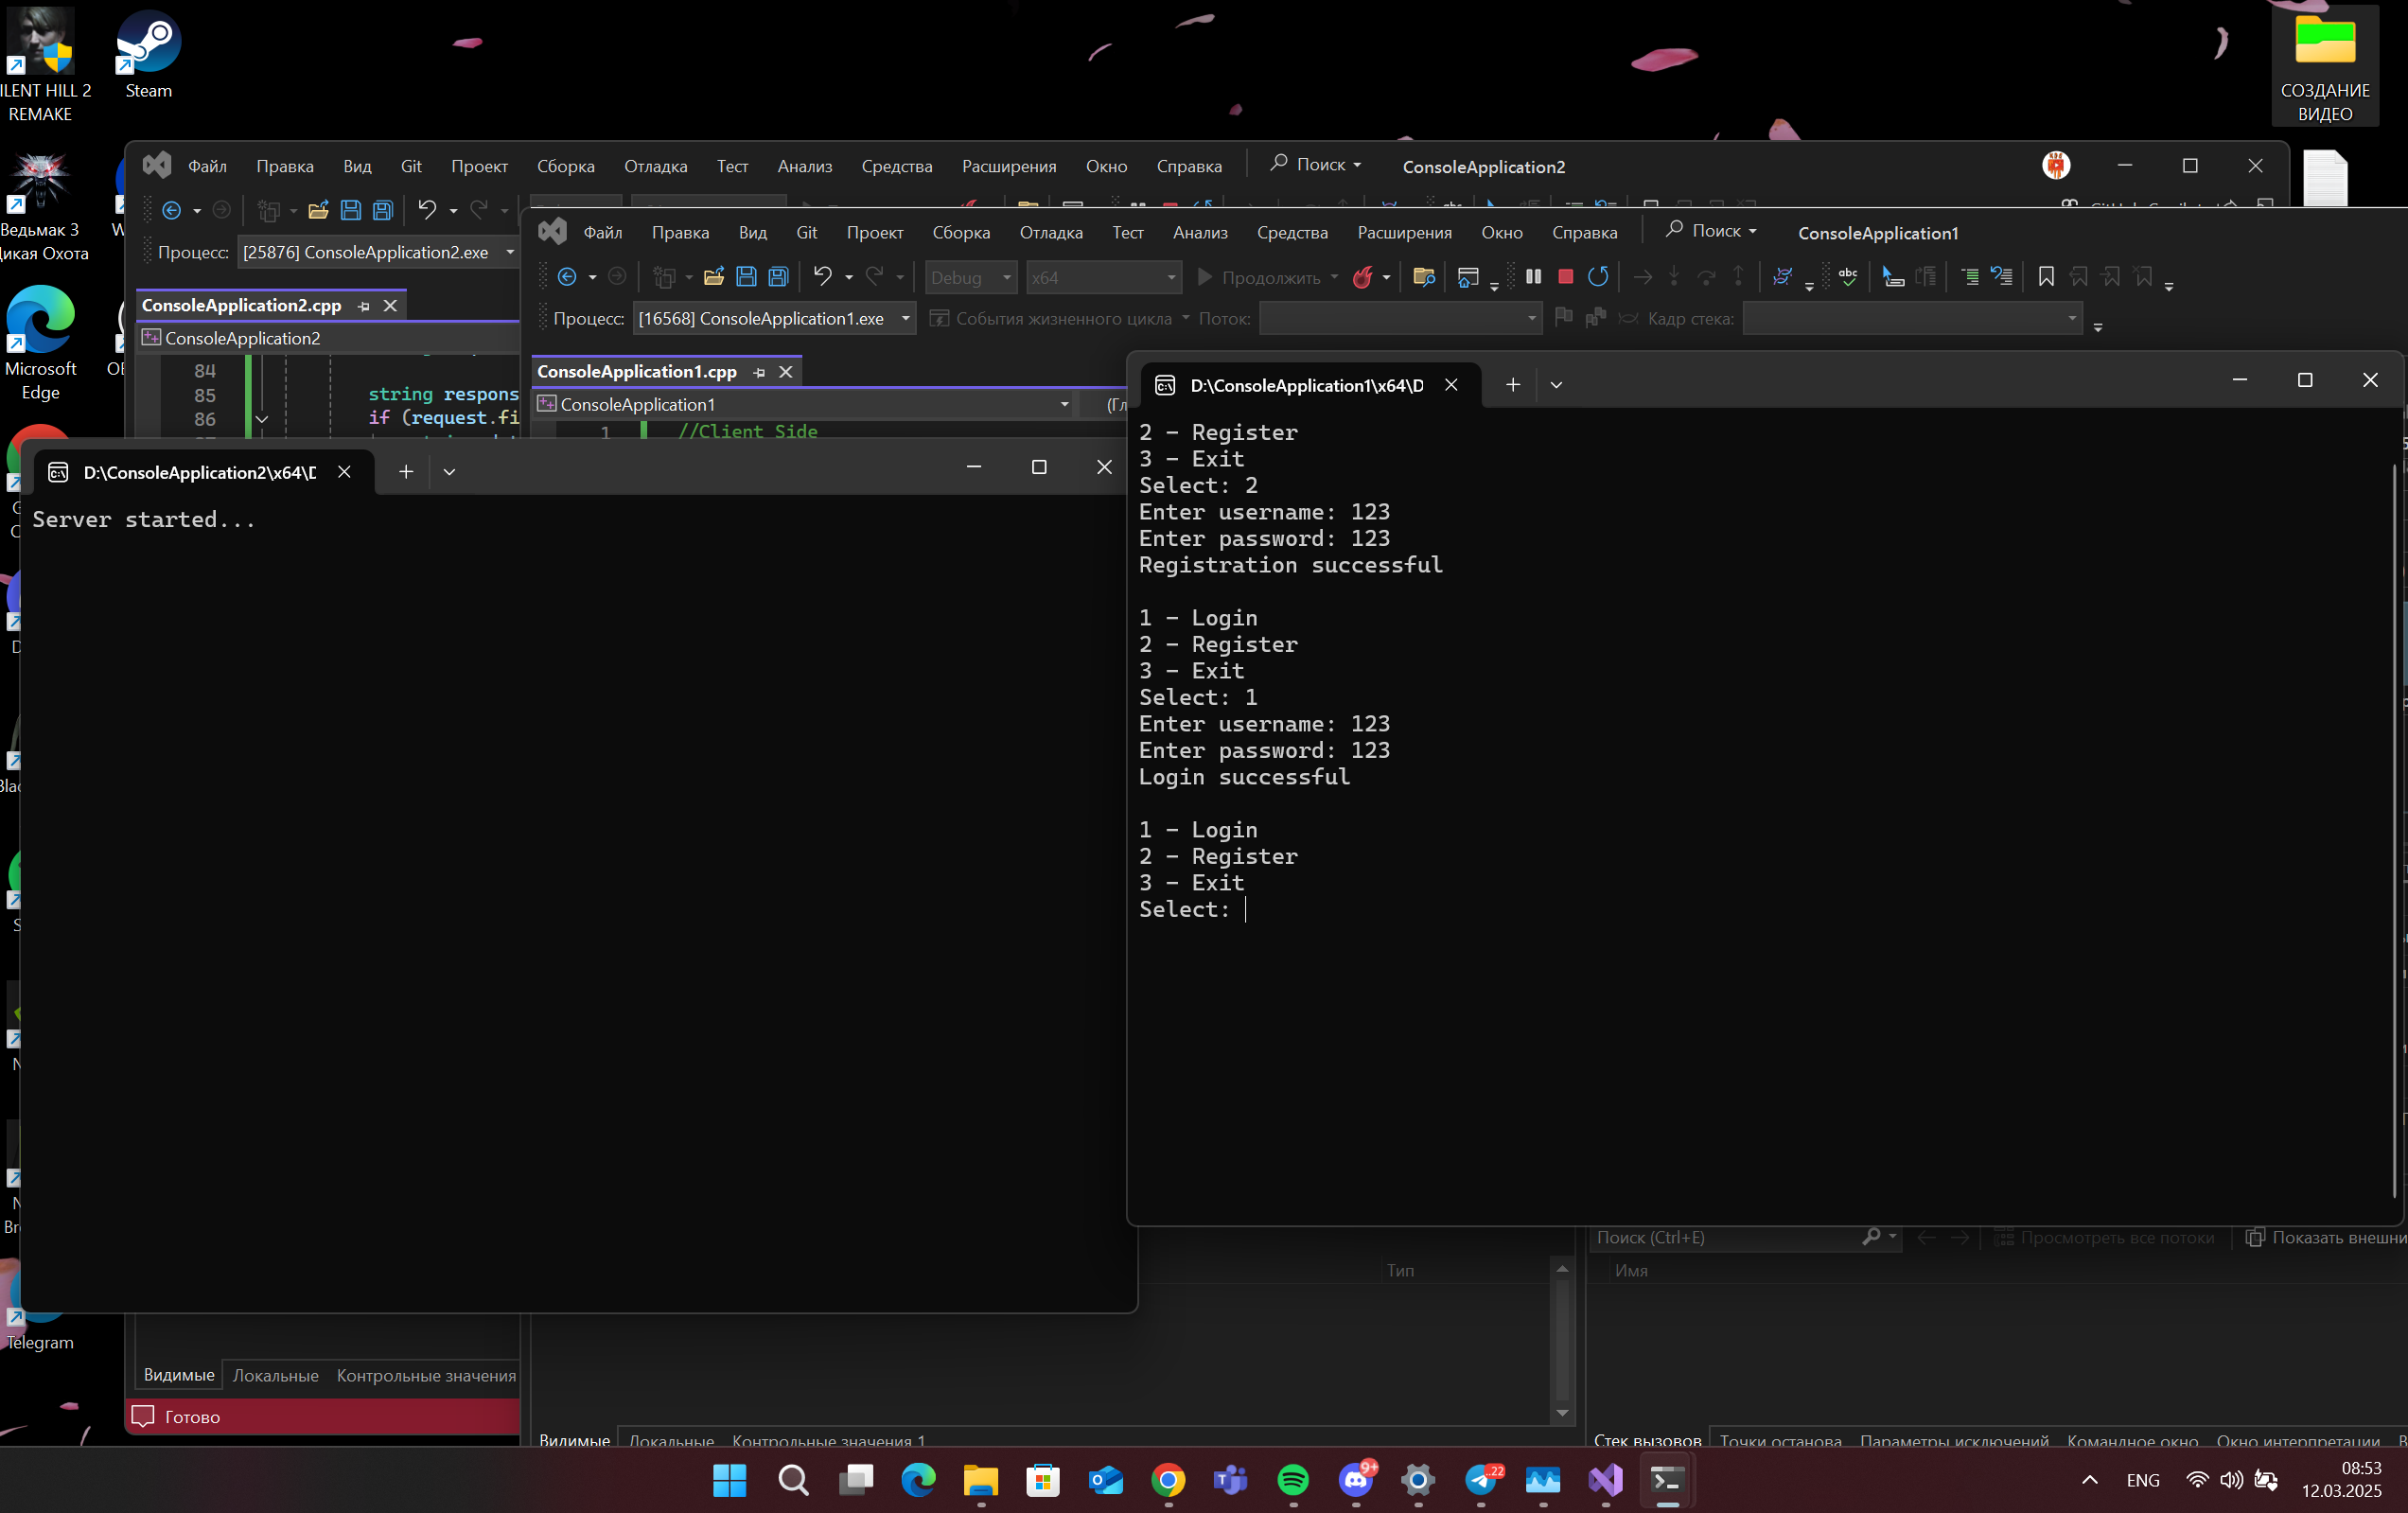 ILENT HILL 2
REMAKE
Steam
СОЗДАНИЕ
ВИДЕО
Ведьмак 3
Дикая Охота
Microsoft
Edge
Telegram
Файл Правка Вид Git Проект Сборка Отладка Тест Анализ Средства Расширения Окно Справка Поиск ConsoleApplication2
Процесс: [25876] ConsoleApplication2.exe
ConsoleApplication2.cpp
ConsoleApplication2
84
85 string respons
86 if (request.fi
Файл Правка Вид Git Проект Сборка Отладка Тест Анализ Средства Расширения Окно Справка Поиск ConsoleApplication1
Debug x64 Продолжить
Процесс: [16568] ConsoleApplication1.exe События жизненного цикла Поток: Кадр стека:
ConsoleApplication1.cpp
ConsoleApplication1 (Гл
1 //Client Side
D:\ConsoleApplication2\x64\D
Server started...
D:\ConsoleApplication1\x64\D
2 - Register
3 - Exit
Select: 2
Enter username: 123
Enter password: 123
Registration successful
1 - Login
2 - Register
3 - Exit
Select: 1
Enter username: 123
Enter password: 123
Login successful
1 - Login
2 - Register
3 - Exit
Select:
Поиск (Ctrl+E) Просмотреть все потоки Показать внешни
Тип Имя
Видимые Локальные Контрольные значения
Готово
Видимые Локальные Контрольные значения 1
Стек вызовов Точки останова Параметры исключений Командное окно Окно интерпретации
9+
22
ENG
08:53
12.03.2025